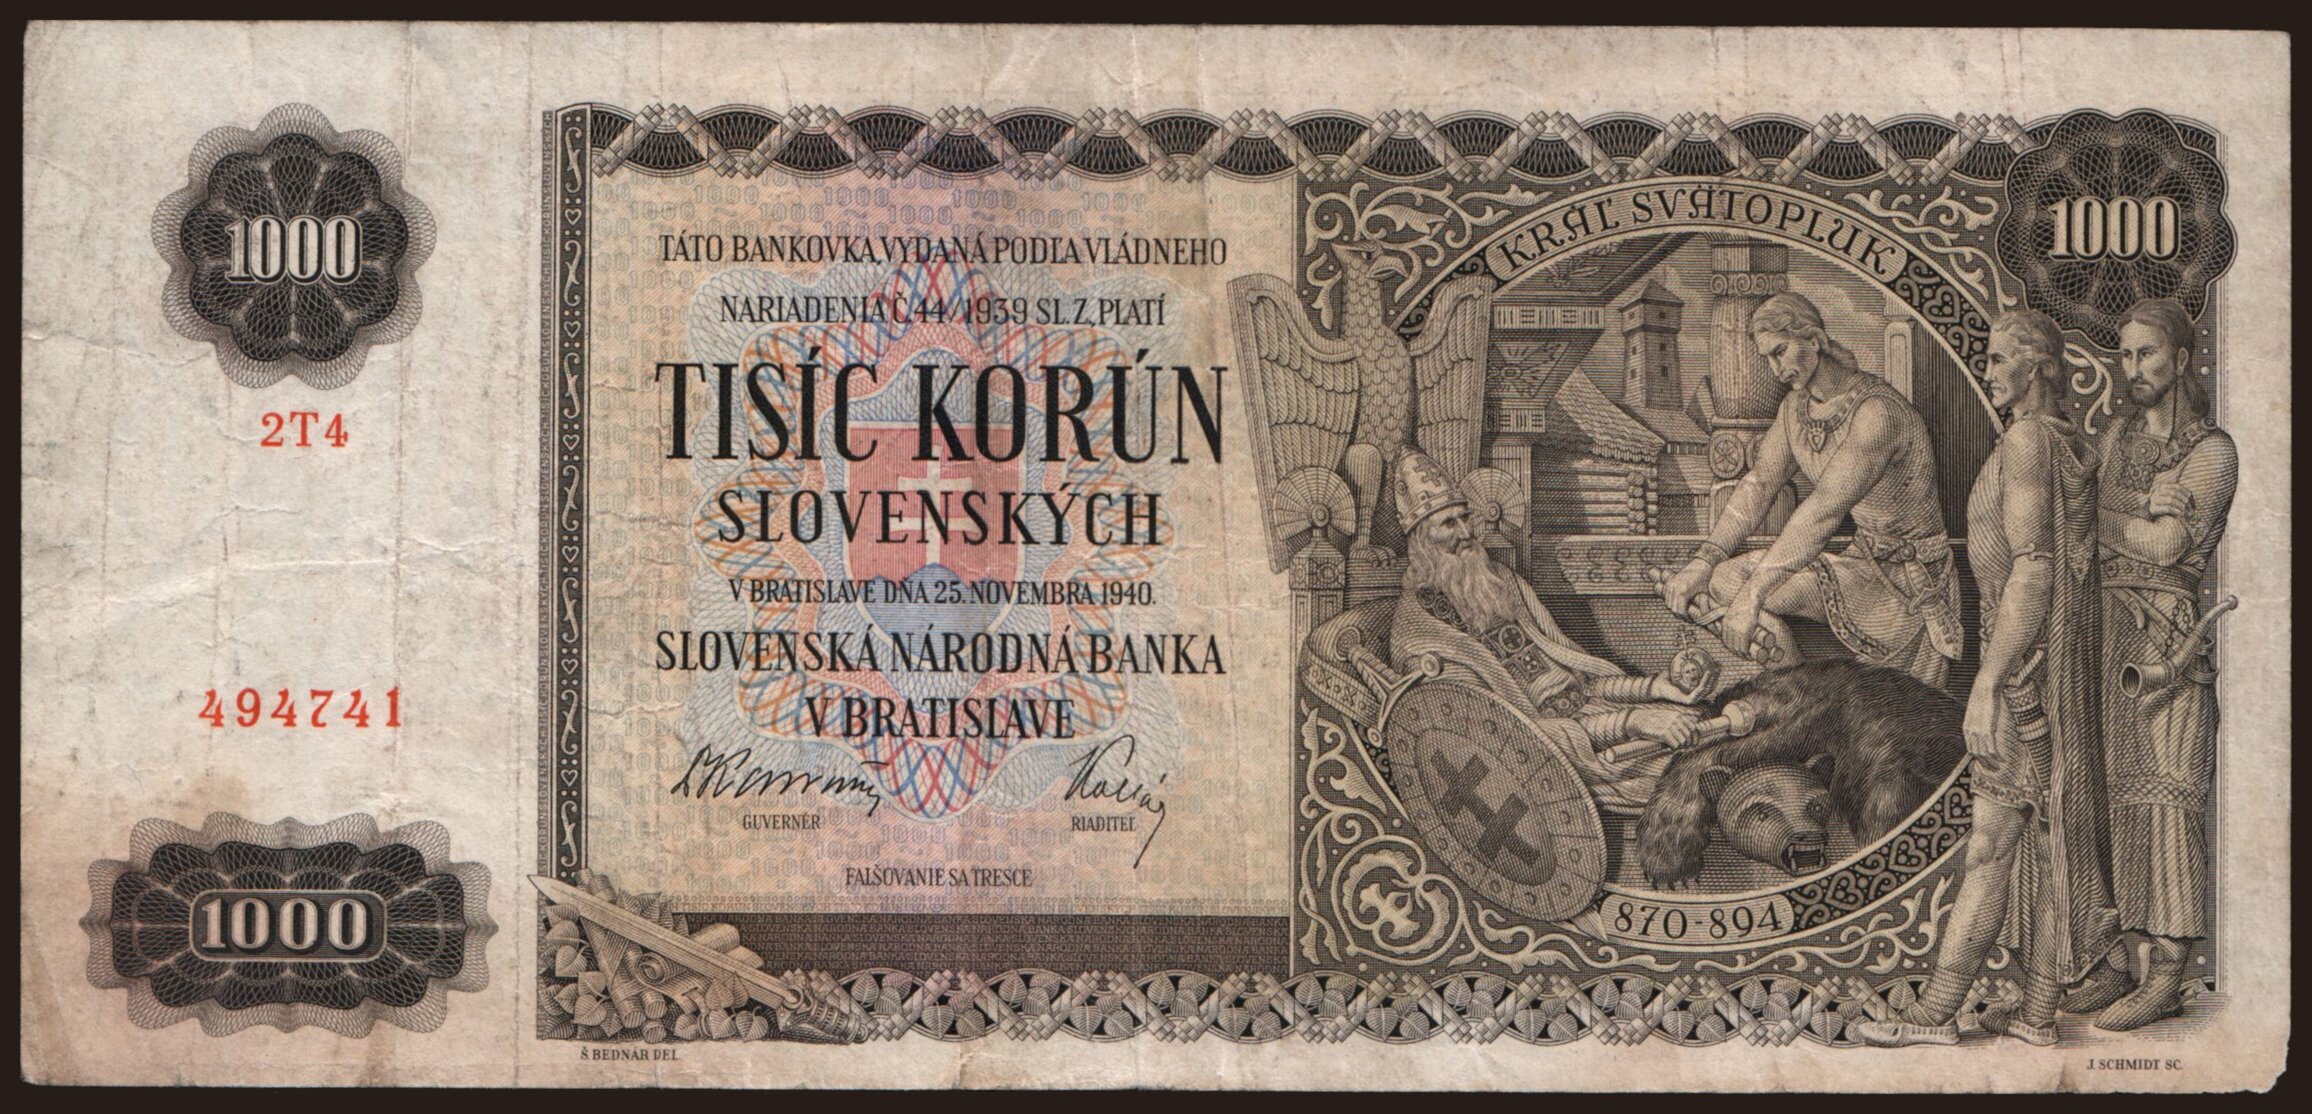 1000
2T4
494741
1000
TÁTO BANKOVKA, VYDANÁ PODĽA VLÁDNEHO
NARIADENIA Č. 44/1939 SL. Z., PLATÍ
TISÍC KORÚN
SLOVENSKÝCH
V BRATISLAVE DŇA 25. NOVEMBRA 1940.
SLOVENSKÁ NÁRODNÁ BANKA
V BRATISLAVE
GUVERNÉR
RIADITEĽ
FALŠOVANIE SA TRESCE
KRÁĽ SVÄTOPLUK
1000
870-894
Š BEDNÁR DEL
J. SCHMIDT SC.